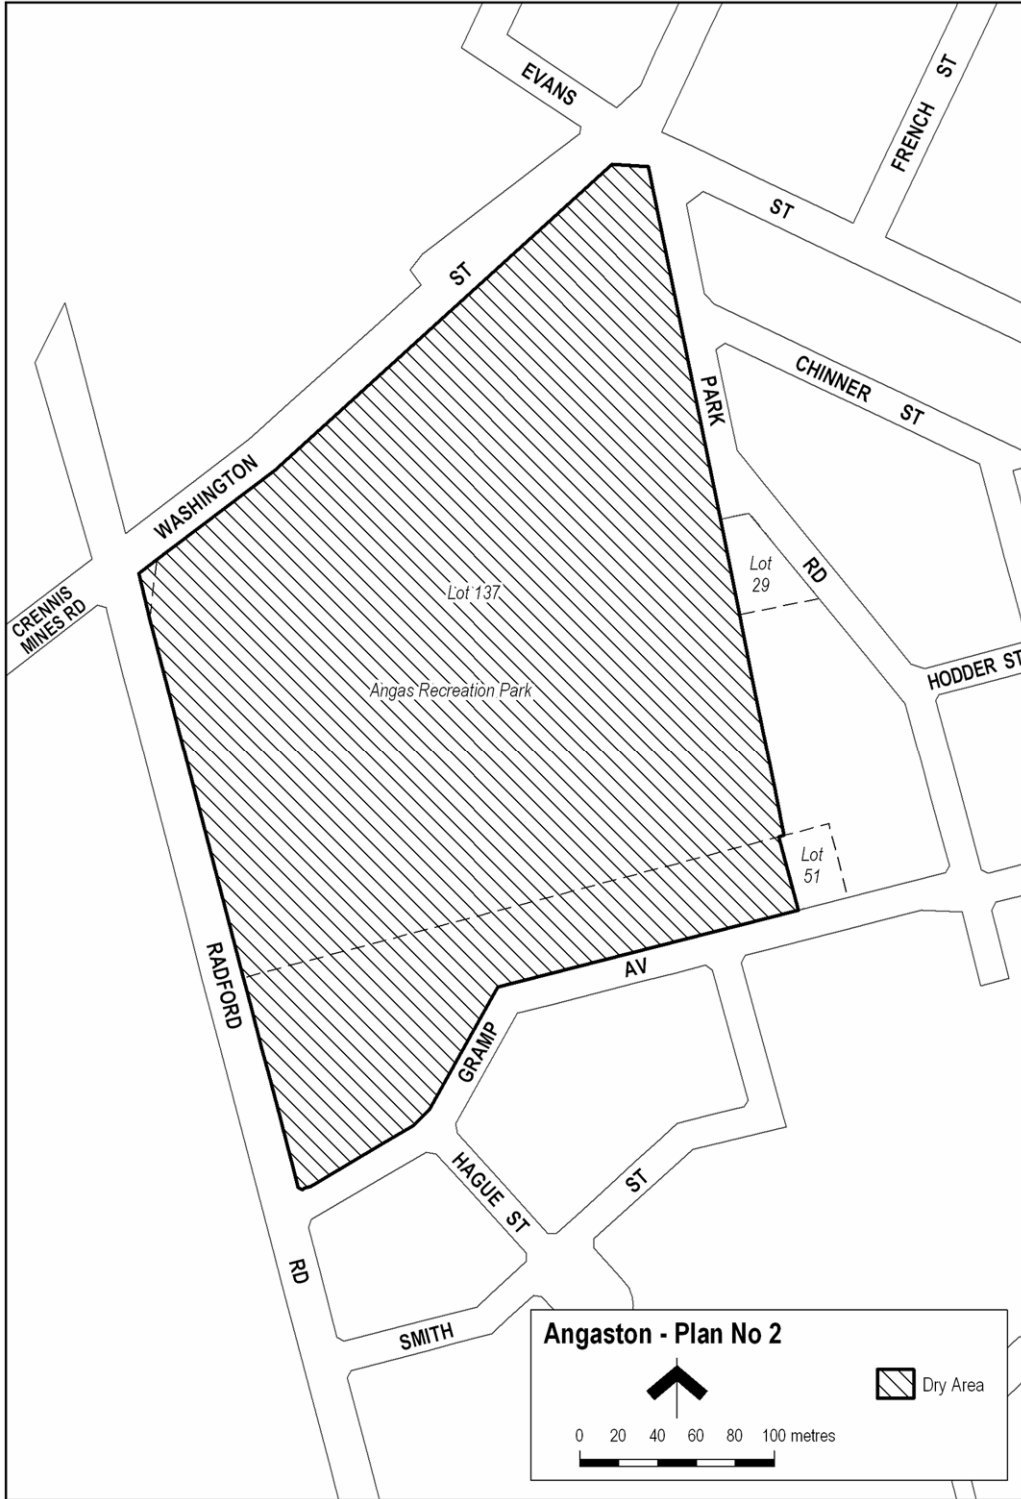 EVANS
ST
FRENCH ST
ST
CHINNER ST
PARK
RD
WASHINGTON
CRENNIS
MINES RD
Lot 137
Lot
29
HODDER ST
Angas Recreation Park
Lot
51
RADFORD
RD
AV
GRAMP
HAGUE ST
ST
SMITH
Angaston - Plan No 2
Dry Area
0 20 40 60 80 100 metres